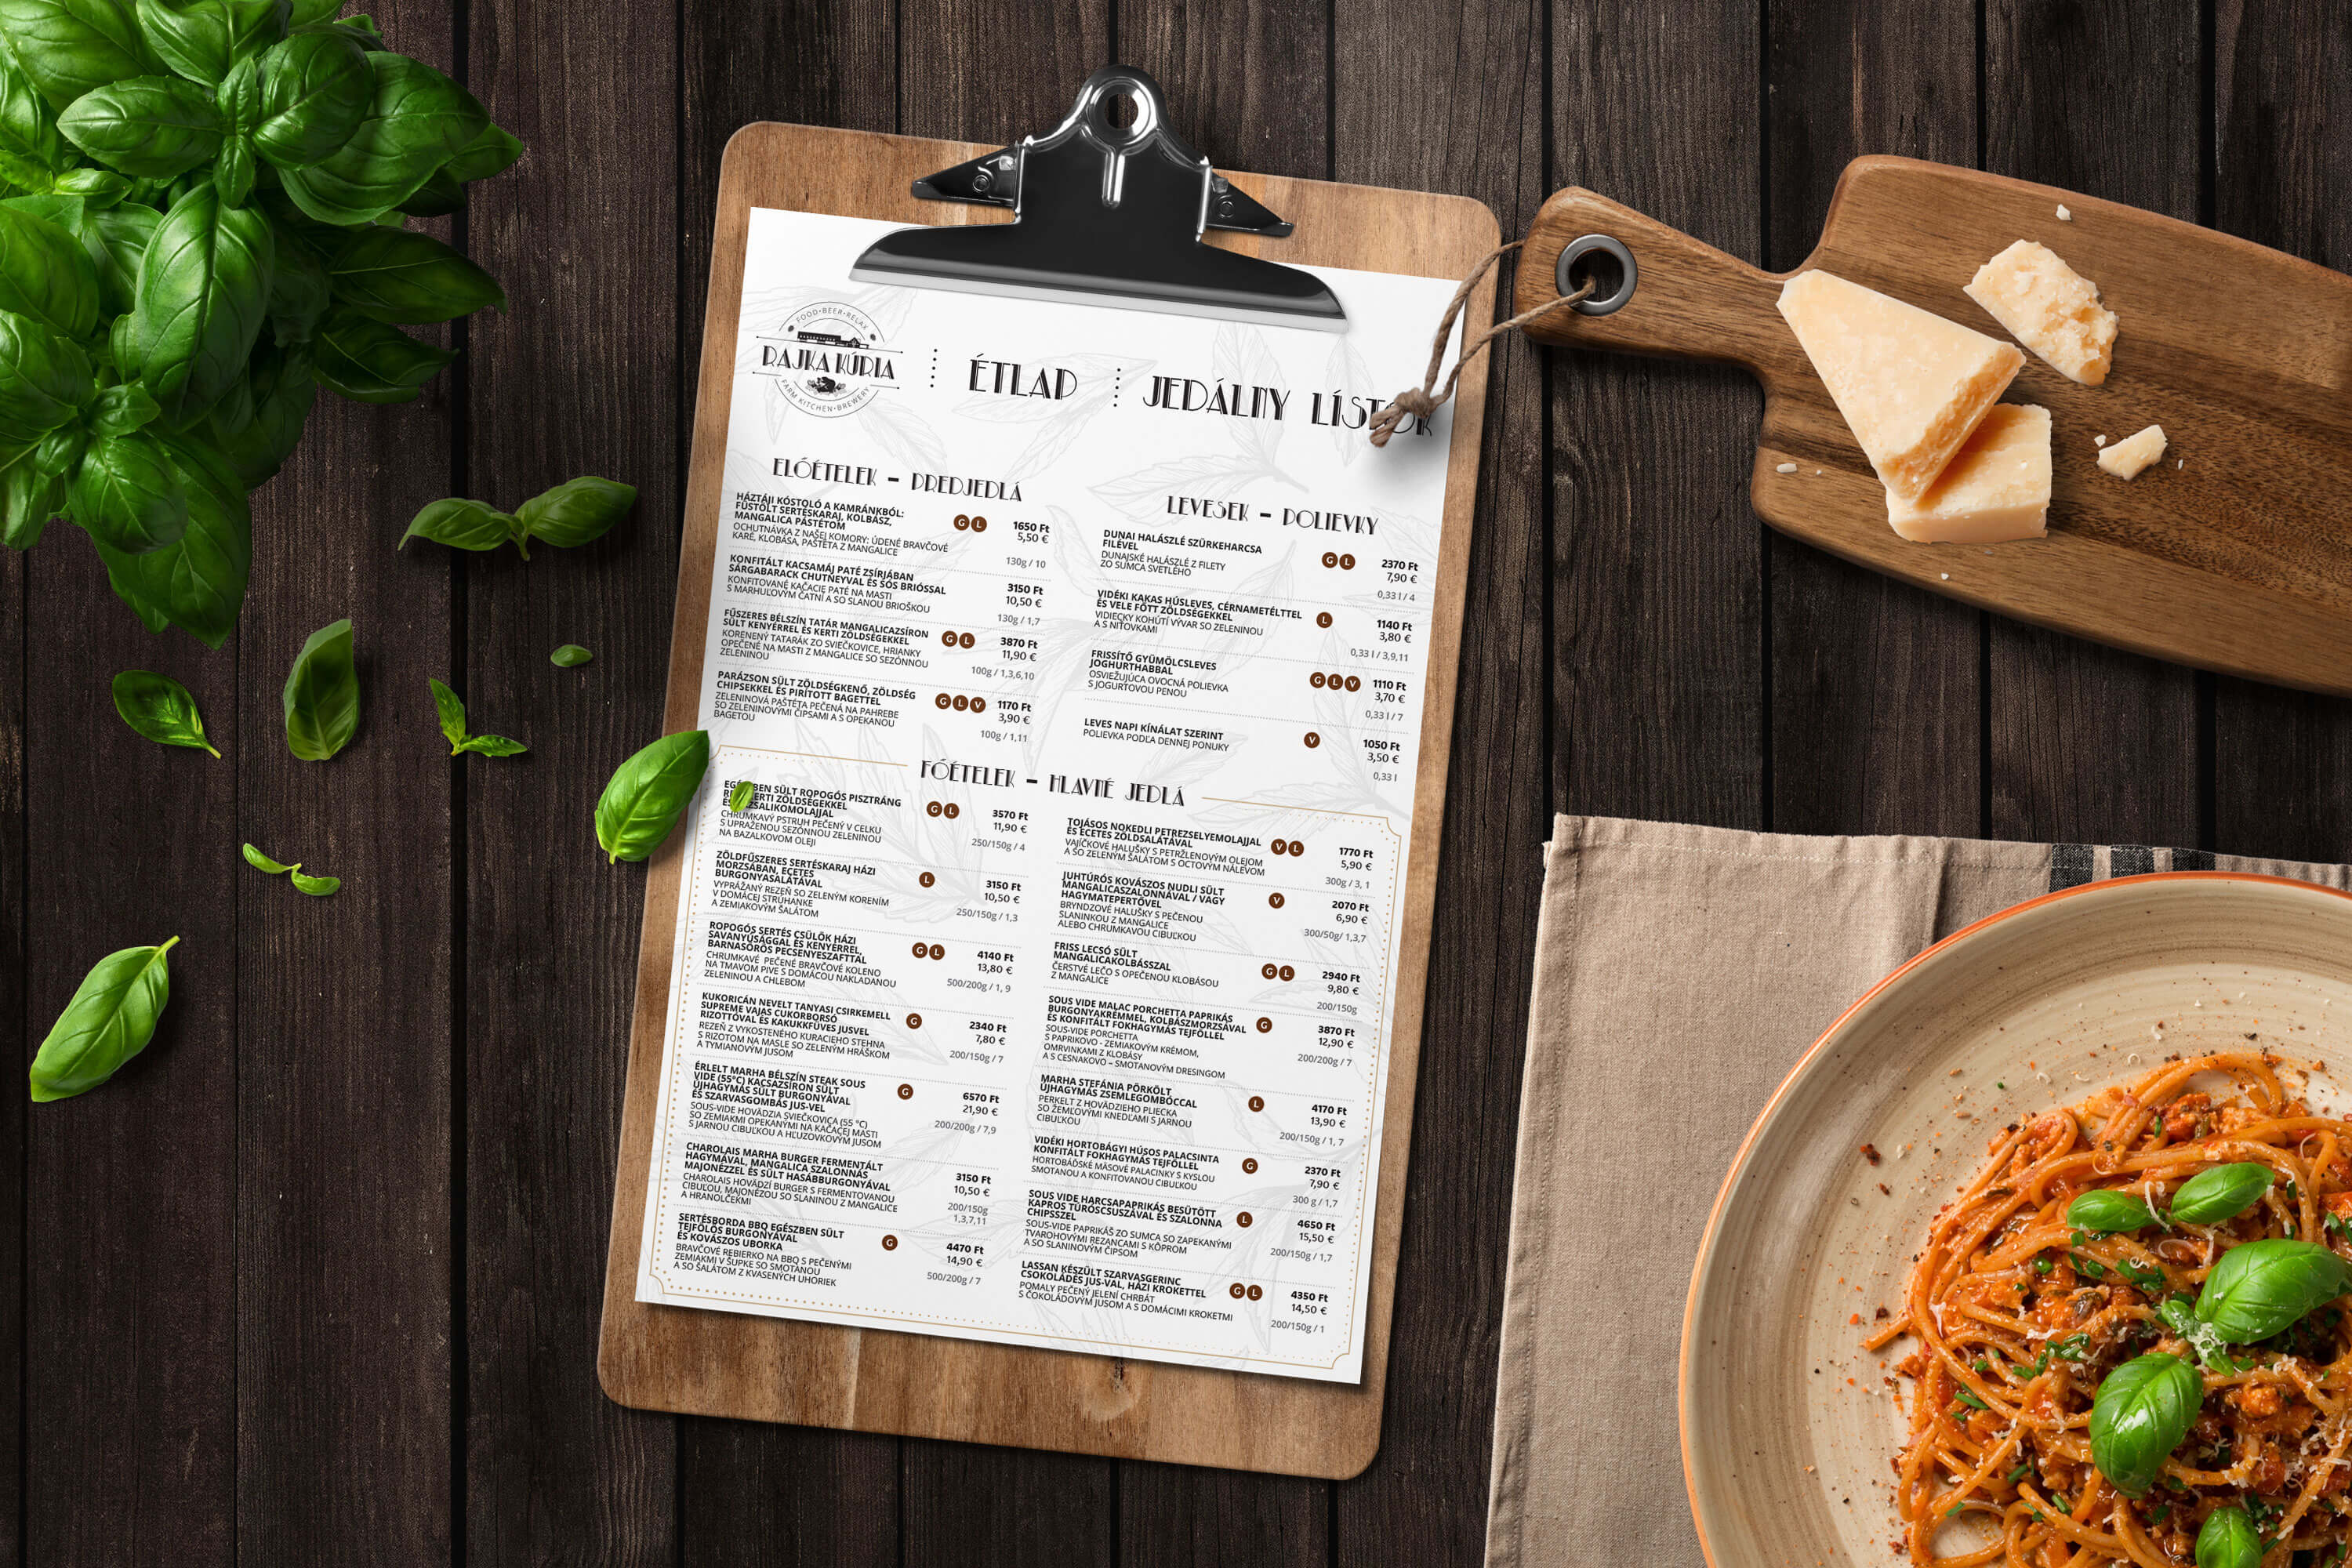 FOOD•BEER•RELAX
RAJKA KÚRIA
FARM KITCHEN•BREWERY
ÉTLAP
JEDÁLNY LÍSTOK
ELŐÉTELEK – PREDJEDLÁ
HÁZTÁJI KÓSTOLÓ A KAMRÁNKBÓL:
FÜSTÖLT SERTÉSKARAJ, KOLBÁSZ,
MANGALICA PÁSTÉTOM
G L 1650 Ft
OCHUTNÁVKA Z NAŠEJ KOMORY: ÚDENÉ BRAVČOVÉ
KARÉ, KLOBÁSA, PAŠTÉTA Z MANGALICE
5,50 €
130g / 10
KONFITÁLT KACSAMÁJ PATÉ ZSÍRJÁBAN
SÁRGABARACK CHUTNEYVAL ÉS SÓS BRIÓSSAL
3150 Ft
KONFITOVANÉ KAČACIE PATÉ NA MASTI
S MARHUĽOVÝM ČATNÍ A SO SLANOU BRIOŠKOU
10,50 €
130g / 1,7
FŰSZERES BÉLSZÍN TATÁR MANGALICAZSÍRON
SÜLT KENYÉRREL ÉS KERTI ZÖLDSÉGEKKEL
G L 3870 Ft
KORENENÝ TATARÁK ZO SVIEČKOVICE, HRIANKY
OPEČENÉ NA MASTI Z MANGALICE SO SEZÓNNOU
ZELENINOU
11,90 €
100g / 1,3,6,10
PARÁZSON SÜLT ZÖLDSÉGKENŐ, ZÖLDSÉG
CHIPSEKKEL ÉS PIRÍTOTT BAGETTEL
G L V 1170 Ft
ZELENINOVÁ PAŠTÉTA PEČENÁ NA PAHREBE
SO ZELENINOVÝMI ČIPSAMI A S OPEKANOU
BAGETOU
3,90 €
100g / 1,11
LEVESEK – POLIEVKY
DUNAI HALÁSZLÉ SZÜRKEHARCSA
FILÉVEL
G L 2370 Ft
DUNAJSKÉ HALÁSZLÉ Z FILETY
ZO SUMCA SVETLÉHO
7,90 €
0,33 l / 4
VIDÉKI KAKAS HÚSLEVES, CÉRNAMETÉLTTEL
ÉS VELE FŐTT ZÖLDSÉGEKKEL
L 1140 Ft
VIDIECKY KOHÚTÍ VÝVAR SO ZELENINOU
A S NIŤOVKAMI
3,80 €
0,33 l / 3,9,11
FRISSÍTŐ GYÜMÖLCSLEVES
JOGHURTHABBAL
G L V 1110 Ft
OSVIEŽUJÚCA OVOCNÁ POLIEVKA
S JOGURTOVOU PENOU
3,70 €
0,33 l / 7
LEVES NAPI KÍNÁLAT SZERINT
V 1050 Ft
POLIEVKA PODĽA DENNEJ PONUKY
3,50 €
0,33 l
FŐÉTELEK – HLAVNÉ JEDLÁ
SÜLT ROPOGÓS PISZTRÁNG
ZÖLDSÉGEKKEL
G L 3570 Ft
CHRUMKAVÝ PSTRUH PEČENÝ V CELKU
S UPRAŽENOU SEZÓNNOU ZELENINOU
NA BAZALKOVOM OLEJI
11,90 €
250/150g / 4
ZÖLDFŰSZERES SERTÉSKARAJ HÁZI
MORZSÁBAN, ECETES
BURGONYASALÁTÁVAL
L 3150 Ft
VYPRÁŽANÝ REZEŇ SO ZELENÝM KORENÍM
V DOMÁCEJ STRÚHANKE
A ZEMIAKOVÝM ŠALÁTOM
10,50 €
250/150g / 1,3
ROPOGÓS SERTÉS CSÜLÖK HÁZI
SAVANYÚSÁGGAL ÉS KENYÉRREL,
BARNASÖRÖS PECSENYESZAFTTAL
G L 4140 Ft
CHRUMKAVÉ PEČENÉ BRAVČOVÉ KOLENO
NA TMAVOM PIVE S DOMÁCOU NAKLADANOU
ZELENINOU A CHLEBOM
13,80 €
500/200g / 1, 9
KUKORICÁN NEVELT TANYASI CSIRKEMELL
SUPREME VAJAS CUKORBORSÓ
RIZOTTÓVAL ÉS KAKUKKFÜVES JUSVEL
G 2340 Ft
REZEŇ Z VYKOSTENÉHO KURACIEHO STEHNA
S RIZOTOM NA MASLE SO ZELENÝM HRÁŠKOM
A TYMIANOVÝM JUSOM
7,80 €
200/150g / 7
ÉRLELT MARHA BÉLSZÍN STEAK SOUS
VIDE (55°C) KACSAZSÍRON SÜLT
ÚJHAGYMÁS SÜLT BURGONYÁVAL
ÉS SZARVASGOMBÁS JUS-VEL
G 6570 Ft
SOUS-VIDE HOVÄDZIA SVIEČKOVICA (55 °C)
SO ZEMIAKMI OPEKANÝMI NA KAČACEJ MASTI
S JARNOU CIBUĽKOU A HĽUZOVKOVÝM JUSOM
21,90 €
200/200g / 7,9
CHAROLAIS MARHA BURGER FERMENTÁLT
HAGYMÁVAL, MANGALICA SZALONNÁS
MAJONÉZZEL ÉS SÜLT HASÁBBURGONYÁVAL
3150 Ft
CHAROLAIS HOVÄDZÍ BURGER S FERMENTOVANOU
CIBUĽOU, MAJONÉZOU SO SLANINOU Z MANGALICE
A HRANOLČEKMI
10,50 €
200/150g
1,3,7,11
SERTÉSBORDA BBQ EGÉSZBEN SÜLT
TEJFÖLÖS BURGONYÁVAL
ÉS KOVÁSZOS UBORKA
G 4470 Ft
BRAVČOVÉ REBIERKO NA BBQ S PEČENÝMI
ZEMIAKMI V ŠUPKE SO SMOTANOU
A SO ŠALÁTOM Z KVASENÝCH UHORIEK
14,90 €
500/200g / 7
TOJÁSOS NOKEDLI PETREZSELYEMOLAJJAL
ÉS ECETES ZÖLDSALÁTÁVAL
V L 1770 Ft
VAJÍČKOVÉ HALUŠKY S PETRŽLENOVÝM OLEJOM
A SO ZELENÝM ŠALÁTOM S OCTOVÝM NÁLEVOM
5,90 €
300g / 3, 1
JUHTÚRÓS KOVÁSZOS NUDLI SÜLT
MANGALICASZALONNÁVAL / VAGY
HAGYMATEPERTŐVEL
V 2070 Ft
BRYNDZOVÉ HALUŠKY S PEČENOU
SLANINKOU Z MANGALICE
ALEBO CHRUMKAVOU CIBUĽKOU
6,90 €
300/50g/ 1,3,7
FRISS LECSÓ SÜLT
MANGALICAKOLBÁSSZAL
G L 2940 Ft
ČERSTVÉ LEČO S OPEČENOU KLOBÁSOU
Z MANGALICE
9,80 €
200/150g
SOUS VIDE MALAC PORCHETTA PAPRIKÁS
BURGONYAKRÉMMEL, KOLBÁSZMORZSÁVAL
ÉS KONFITÁLT FOKHAGYMÁS TEJFÖLLEL
G 3870 Ft
SOUS-VIDE PORCHETTA
S PAPRIKOVO - ZEMIAKOVÝM KRÉMOM,
OMRVINKAMI Z KLOBÁSY
A S CESNAKOVO – SMOTANOVÝM DRESINGOM
12,90 €
200/200g / 7
MARHA STEFÁNIA PÖRKÖLT
ÚJHAGYMÁS ZSEMLEGOMBÓCCAL
L 4170 Ft
PERKELT Z HOVÄDZIEHO PLIECKA
SO ŽEMĽOVÝMI KNEDĽAMI S JARNOU
CIBUĽKOU
13,90 €
200/150g / 1, 7
VIDÉKI HORTOBÁGYI HÚSOS PALACSINTA
KONFITÁLT FOKHAGYMÁS TEJFÖLLEL
G 2370 Ft
HORTOBÁĎSKÉ MÄSOVÉ PALACINKY S KYSLOU
SMOTANOU A KONFITOVANOU CIBUĽKOU
7,90 €
300 g / 1,7
SOUS VIDE HARCSAPAPRIKÁS BESÜTÖTT
KAPROS TÚRÓSCSUSZÁVAL ÉS SZALONNA
CHIPSSZEL
L 4650 Ft
SOUS-VIDE PAPRIKÁŠ ZO SUMCA SO ZAPEKANÝMI
TVAROHOVÝMI REZANCAMI S KÔPROM
A SO SLANINOVÝM ČIPSOM
15,50 €
200/150g / 1,7
LASSAN KÉSZÜLT SZARVASGERINC
CSOKOLÁDÉS JUS-VAL, HÁZI KROKETTEL
G L 4350 Ft
POMALY PEČENÝ JELENÍ CHRBÁT
S ČOKOLÁDOVÝM JUSOM A S DOMÁCIMI KROKETMI
14,50 €
200/150g / 1